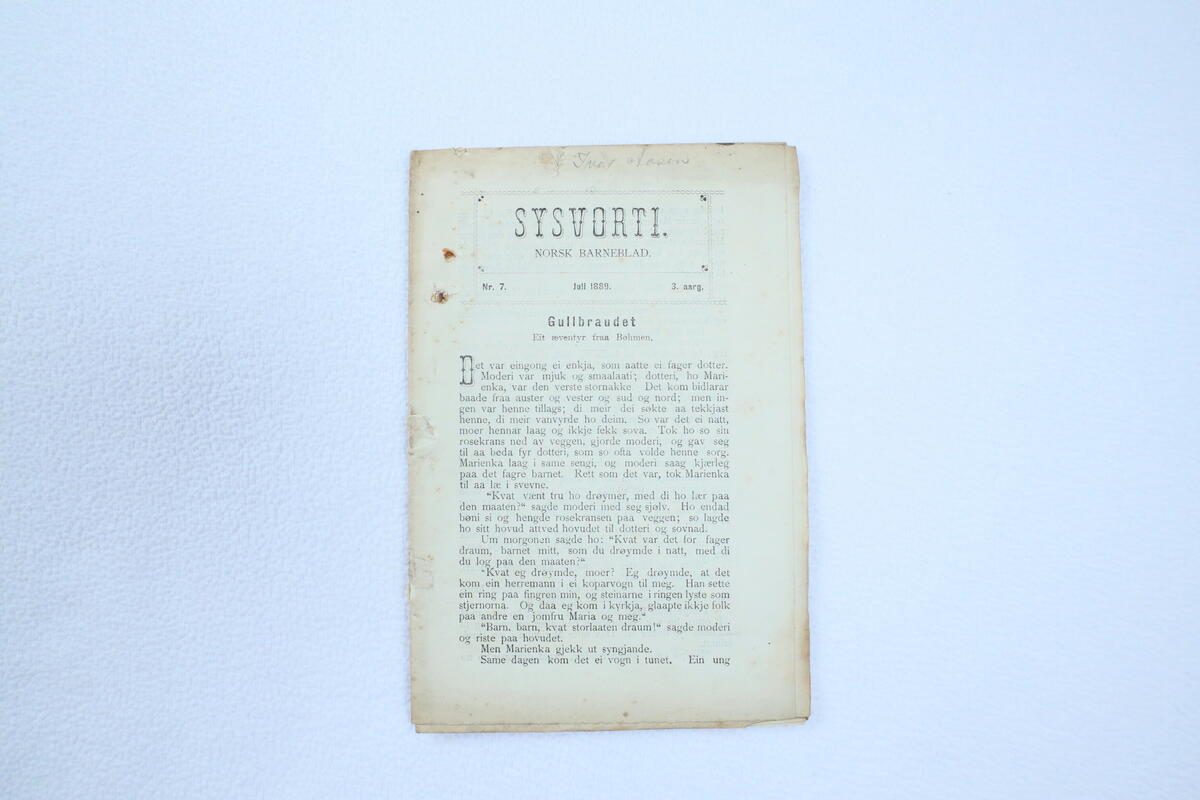 Ivar Aasen
SYSVORTI.
NORSK BARNEBLAD.
Nr. 7. Juli 1889. 3. aarg.
Gullbraudet
Eit æventyr fraa Bøhmen.
Det var eingong ei enkja, som aatte ei fager dotter.
Moderi var mjuk og smaalaati; dotteri, ho Mari-
enka, var den verste stornakke. Det kom bidlarar
baade fraa auster og vester og sud og nord; men in-
gen var henne tillags; di meir dei søkte aa tekkjast
henne, di meir vanvyrde ho deim. So var det ei natt,
moer hennar laag og ikkje fekk sova. Tok ho so sin
rosekrans ned av veggen, gjorde moderi, og gav seg
til aa beda fyr dotteri, som so ofta volde henne sorg.
Marienka laag i same sengi, og moderi saag kjærleg
paa det fagre barnet. Rett som det var, tok Marienka
til aa læ i svevne.
"Kvat vænt tru ho drøymer, med di ho lær paa
den maaten?" sagde moderi med seg sjølv. Ho endad
bøni si og hengde rosekransen paa veggen; so lagde
ho sitt hovud attved hovudet til dotteri og sovnad.
Um morgonen sagde ho: "Kvat var det for fager
draum, barnet mitt, som du drøymde i natt, med di
du log paa den maaten?"
"Kvat eg drøymde, moer? Eg drøymde, at det
kom ein herremann i ei koparvogn til meg. Han sette
ein ring paa fingren min, og steinarne i ringen lyste som
stjernorna. Og daa eg kom i kyrkja, glaapte ikkje folk
paa andre en jomfru Maria og meg."
"Barn, barn, kvat storlaaten draum!" sagde moderi
og riste paa hovudet.
Men Marienka gjekk ut syngjande.
Same dagen kom det ei vogn i tunet. Ein ung